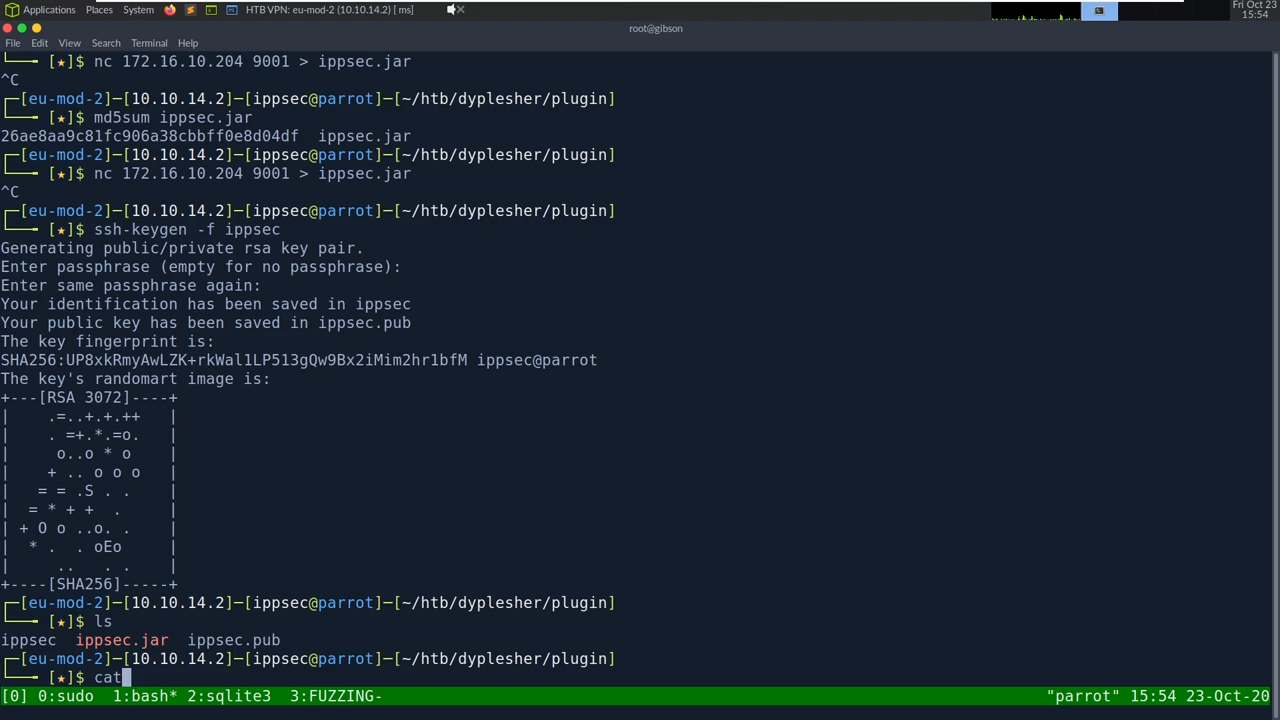 Applications Places System HTB VPN: eu-mod-2 (10.10.14.2) [ ms] Fri Oct 23
15:54
root@gibson
File Edit View Search Terminal Help
└──╼ [★]$ nc 172.16.10.204 9001 > ippsec.jar
^C
┌─[eu-mod-2]─[10.10.14.2]─[ippsec@parrot]─[~/htb/dyplesher/plugin]
└──╼ [★]$ md5sum ippsec.jar
26ae8aa9c81fc906a38cbbff0e8d04df  ippsec.jar
┌─[eu-mod-2]─[10.10.14.2]─[ippsec@parrot]─[~/htb/dyplesher/plugin]
└──╼ [★]$ nc 172.16.10.204 9001 > ippsec.jar
^C
┌─[eu-mod-2]─[10.10.14.2]─[ippsec@parrot]─[~/htb/dyplesher/plugin]
└──╼ [★]$ ssh-keygen -f ippsec
Generating public/private rsa key pair.
Enter passphrase (empty for no passphrase):
Enter same passphrase again:
Your identification has been saved in ippsec
Your public key has been saved in ippsec.pub
The key fingerprint is:
SHA256:UP8xkRmyAwLZK+rkWal1LP513gQw9Bx2iMim2hr1bfM ippsec@parrot
The key's randomart image is:
+---[RSA 3072]----+
|    .=..+.+.++   |
|    . =+.*.=o.   |
|     o..o * o    |
|    + .. o o o   |
|   = = .S . .    |
|  = * + +  .     |
| + O o ..o. .    |
|  * .  . oEo     |
|     ..   . .    |
+----[SHA256]-----+
┌─[eu-mod-2]─[10.10.14.2]─[ippsec@parrot]─[~/htb/dyplesher/plugin]
└──╼ [★]$ ls
ippsec  ippsec.jar  ippsec.pub
┌─[eu-mod-2]─[10.10.14.2]─[ippsec@parrot]─[~/htb/dyplesher/plugin]
└──╼ [★]$ cat
[0] 0:sudo  1:bash* 2:sqlite3  3:FUZZING- "parrot" 15:54 23-Oct-20